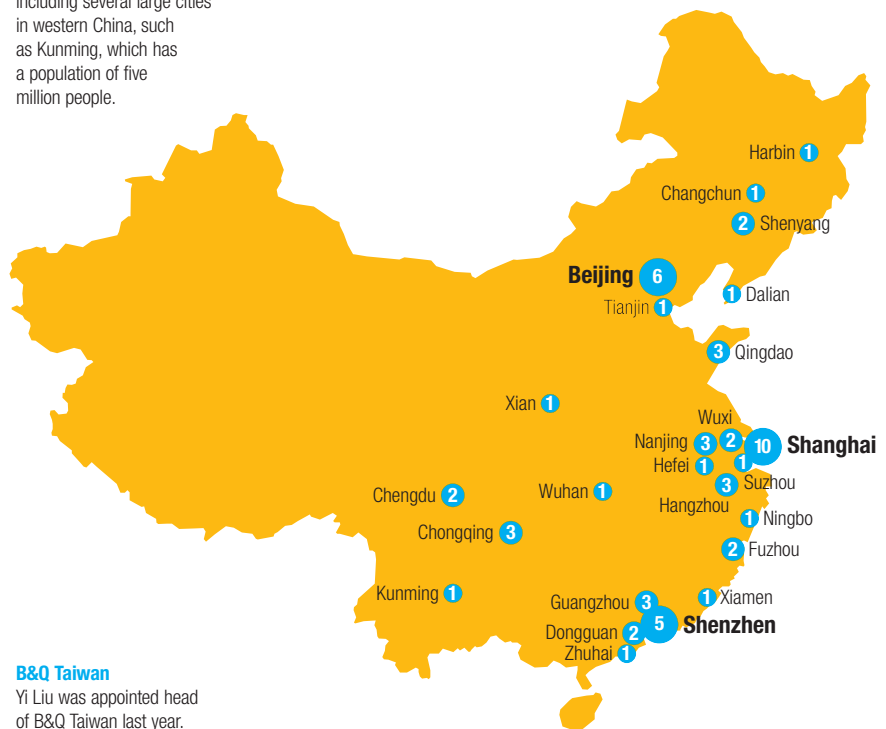 including several large cities
in western China, such
as Kunming, which has
a population of five
million people.
Harbin 1
Changchun 1
2 Shenyang
Beijing 6
1 Dalian
Tianjin 1
3 Qingdao
Xian 1
Wuxi
2
Nanjing 3
10 Shanghai
Hefei 1
1
Suzhou
3
Hangzhou
Chengdu 2
Wuhan 1
1 Ningbo
Chongqing 3
2 Fuzhou
Kunming 1
1 Xiamen
Guangzhou 3
5 Shenzhen
Dongguan 2
Zhuhai 1
B&Q Taiwan
Yi Liu was appointed head
of B&Q Taiwan last year.